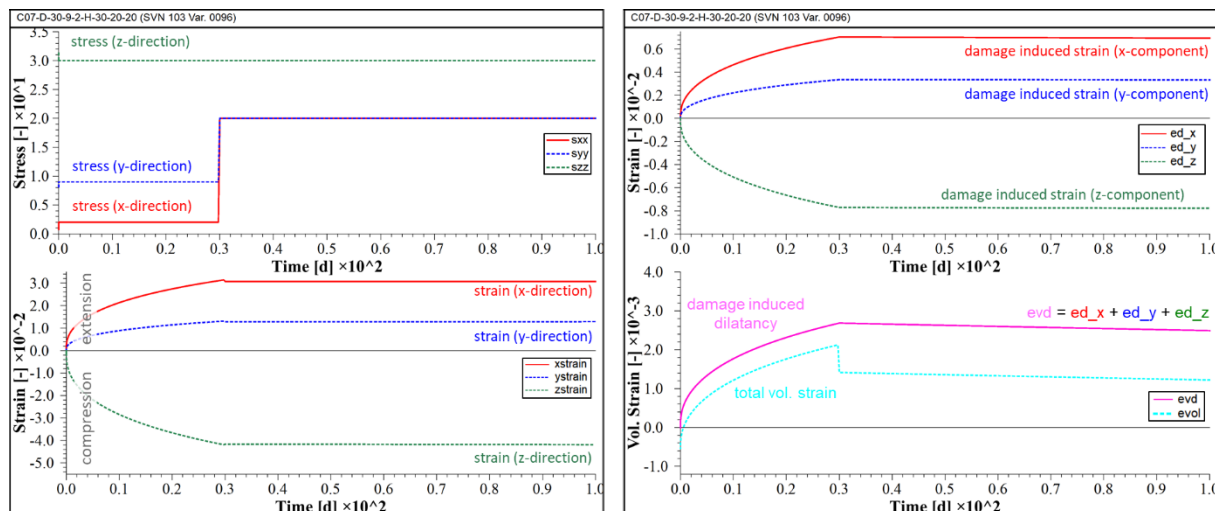 C07-D-30-9-2-H-30-20-20 (SVN 103 Var. 0096)
stress (z-direction)
stress (y-direction)
stress (x-direction)
Stress [-] ×10^1
3.5
3.0
2.5
2.0
1.5
1.0
0.5
0.0
sxx
syy
szz
0.0 0.1 0.2 0.3 0.4 0.5 0.6 0.7 0.8 0.9 1.0
Time [d] ×10^2
Strain [-] ×10^-2
3.0
2.0
1.0
0.0
-1.0
-2.0
-3.0
-4.0
-5.0
extension
compression
strain (x-direction)
strain (y-direction)
xstrain
ystrain
zstrain
strain (z-direction)
0.0 0.1 0.2 0.3 0.4 0.5 0.6 0.7 0.8 0.9 1.0
Time [d] ×10^2
C07-D-30-9-2-H-30-20-20 (SVN 103 Var. 0096)
damage induced strain (x-component)
damage induced strain (y-component)
Strain [-] ×10^-2
0.6
0.4
0.2
0.0
-0.2
-0.4
-0.6
-0.8
-1.0
ed_x
ed_y
ed_z
damage induced strain (z-component)
0.0 0.1 0.2 0.3 0.4 0.5 0.6 0.7 0.8 0.9 1.0
Time [d] ×10^2
Vol. Strain [-] ×10^-3
4.0
3.0
2.0
1.0
0.0
-1.0
damage induced
dilatancy
evd = ed_x + ed_y + ed_z
total vol. strain
evd
evol
0.0 0.1 0.2 0.3 0.4 0.5 0.6 0.7 0.8 0.9 1.0
Time [d] ×10^2